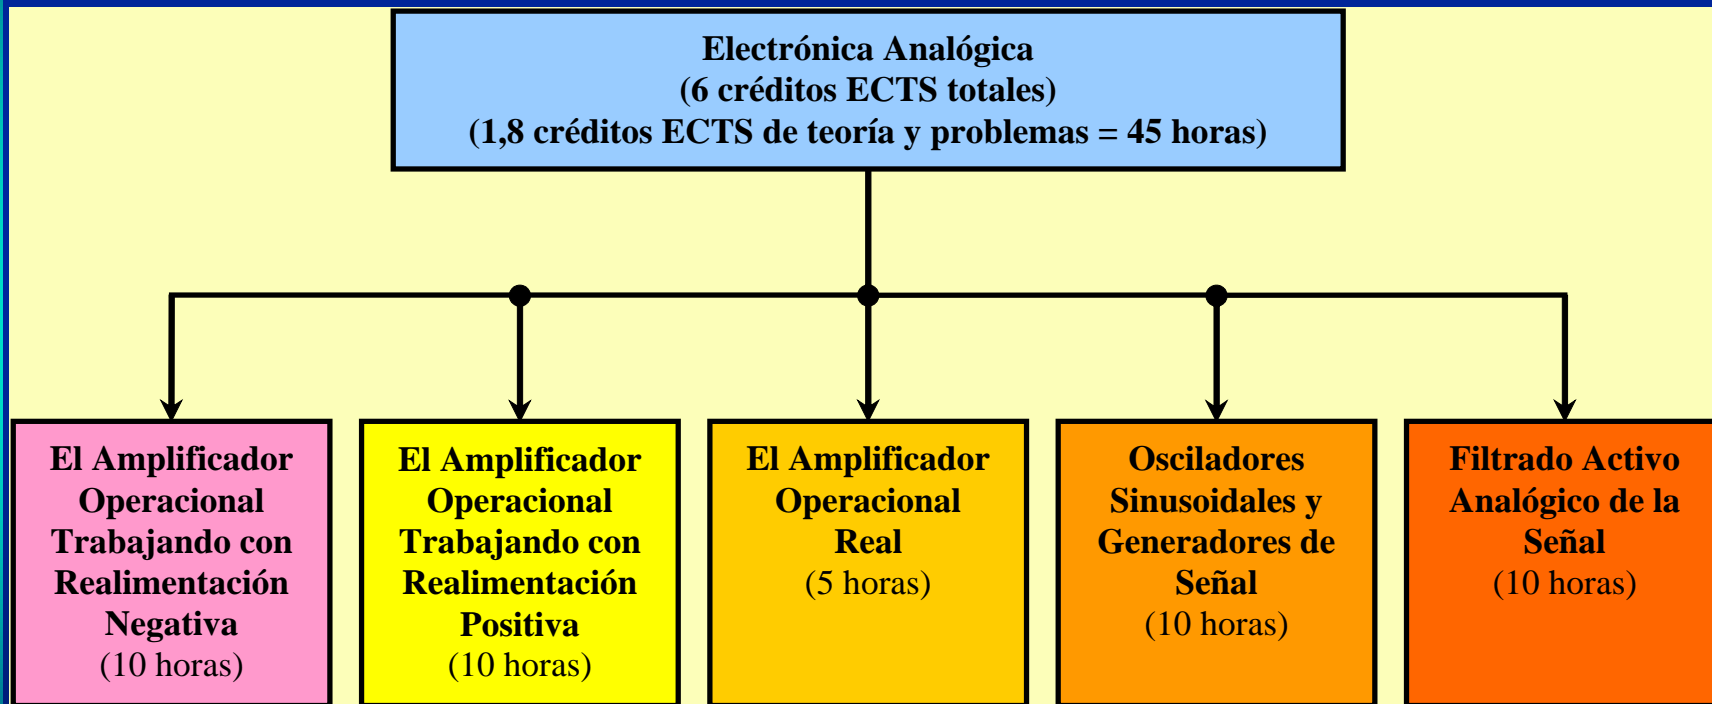 Electrónica Analógica
(6 créditos ECTS totales)
(1,8 créditos ECTS de teoría y problemas = 45 horas)
El Amplificador
Operacional
Trabajando con
Realimentación
Negativa
(10 horas)
El Amplificador
Operacional
Trabajando con
Realimentación
Positiva
(10 horas)
El Amplificador
Operacional
Real
(5 horas)
Osciladores
Sinusoidales y
Generadores de
Señal
(10 horas)
Filtrado Activo
Analógico de la
Señal
(10 horas)